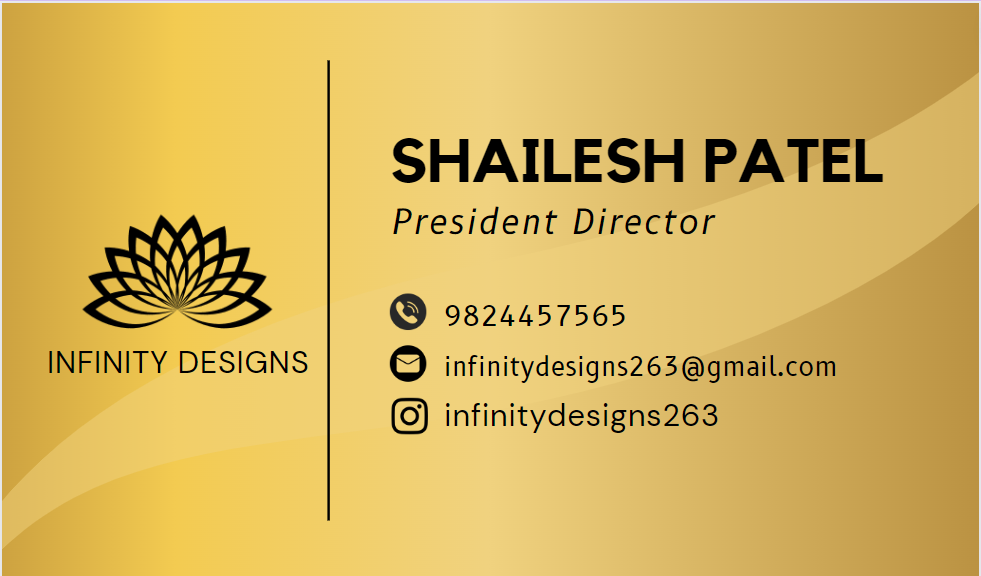 INFINITY DESIGNS
SHAILESH PATEL
President Director
9824457565
infinitydesigns263@gmail.com
infinitydesigns263